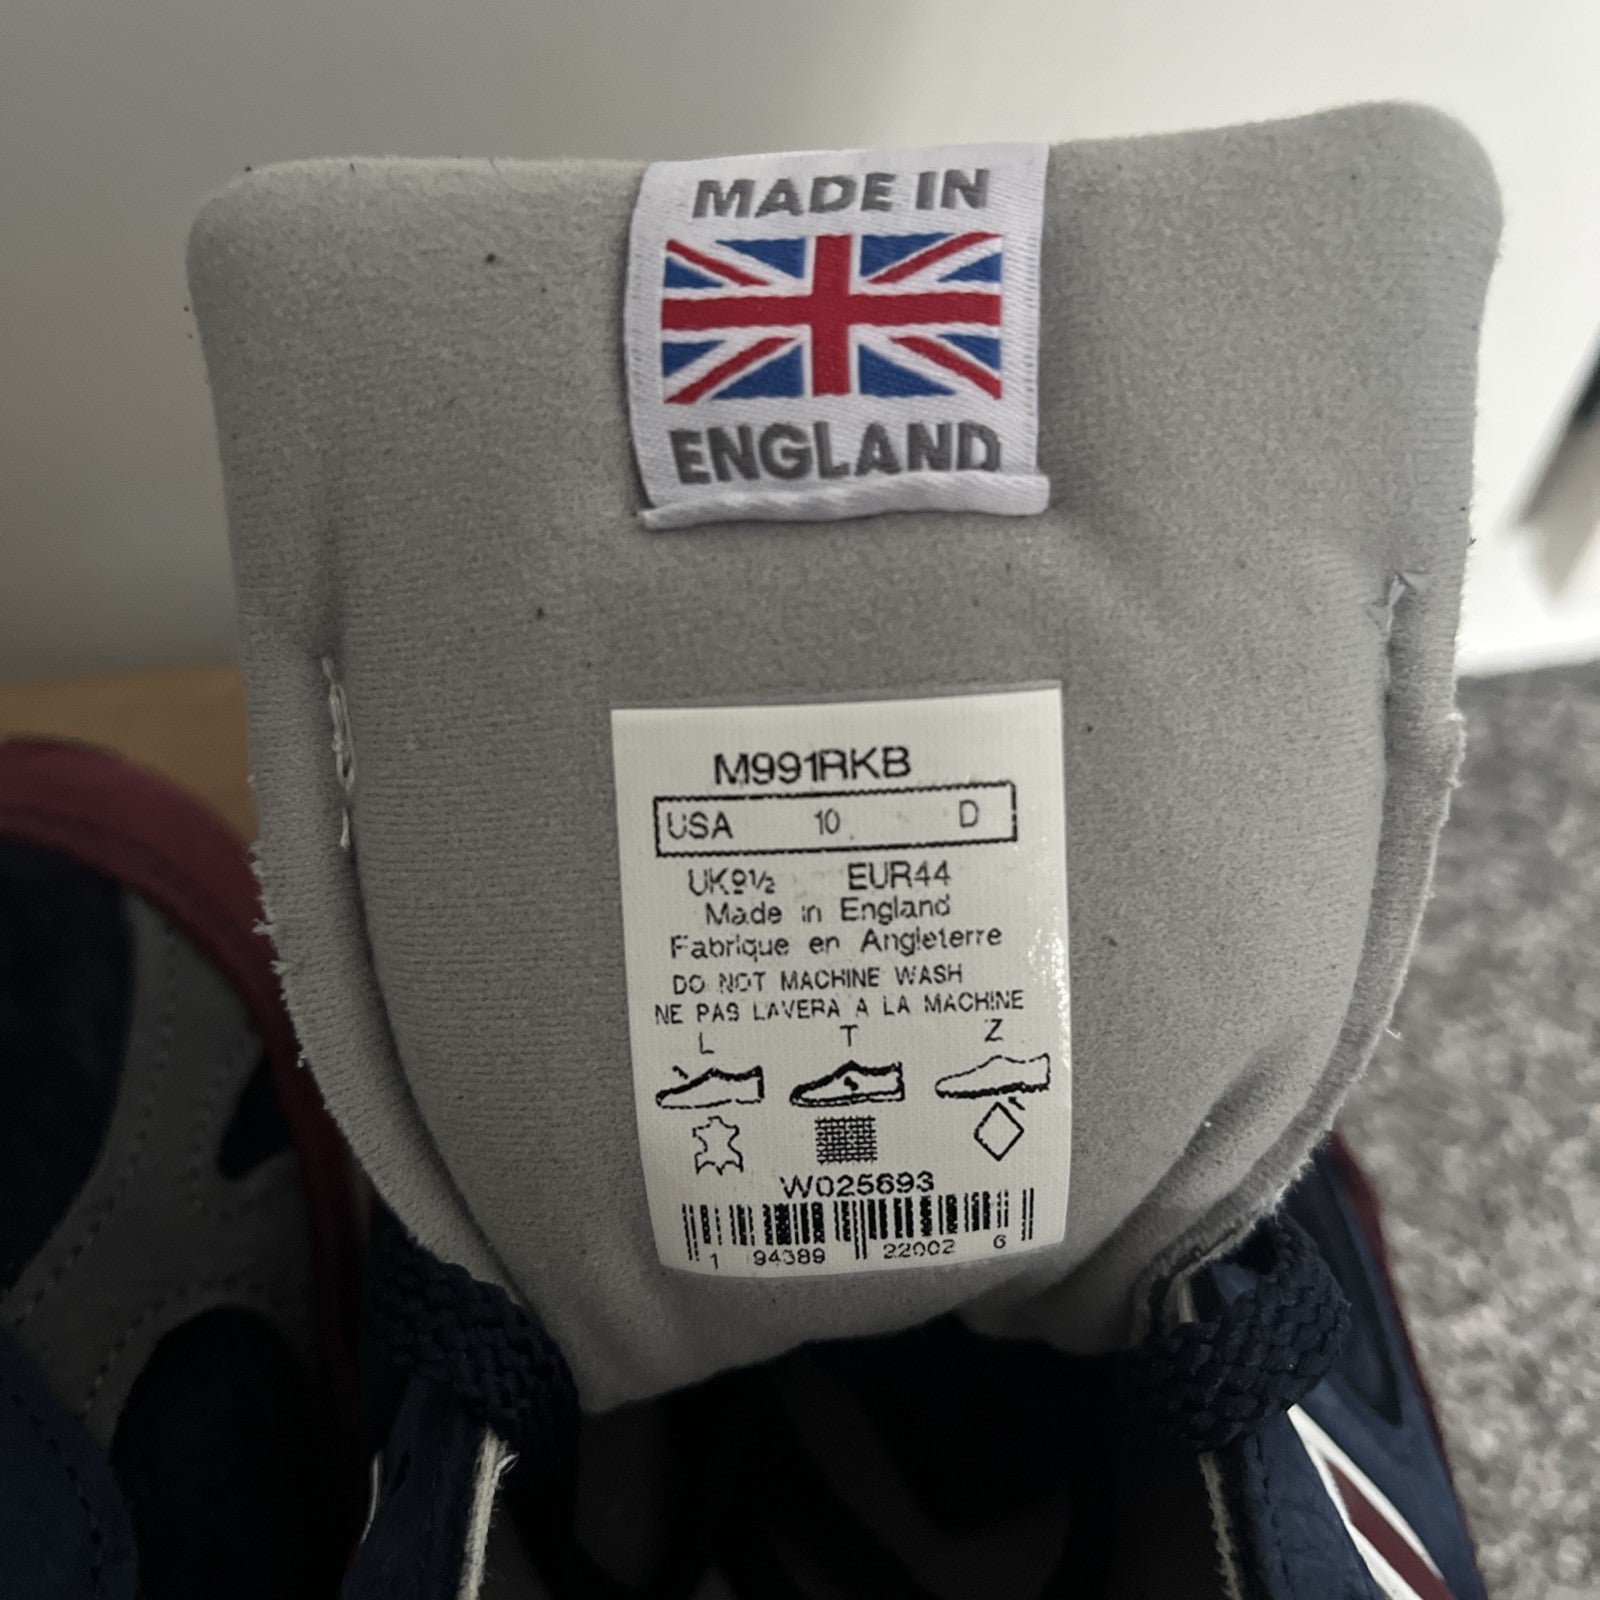 MADE IN
ENGLAND
M991RKB
USA 10 D
UK9½ EUR44
Made in England
Fabrique en Angleterre
DO NOT MACHINE WASH
NE PAS LAVERA A LA MACHINE
L T Z
W025693
1 94389 22002 6